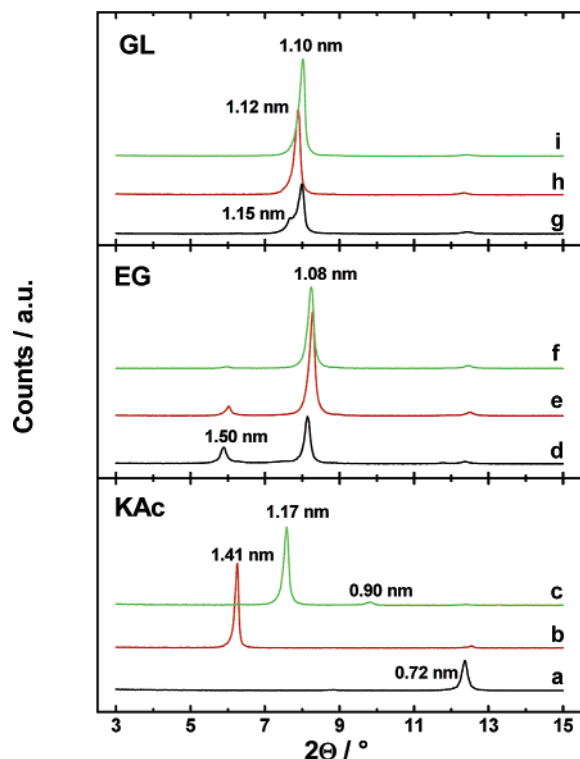 GL
1.10 nm
1.12 nm
i
h
1.15 nm
g
EG
1.08 nm
f
e
1.50 nm
d
KAc
1.17 nm
1.41 nm
0.90 nm
c
b
0.72 nm
a
Counts / a.u.
3 5 7 9 11 13 15
2Θ / °